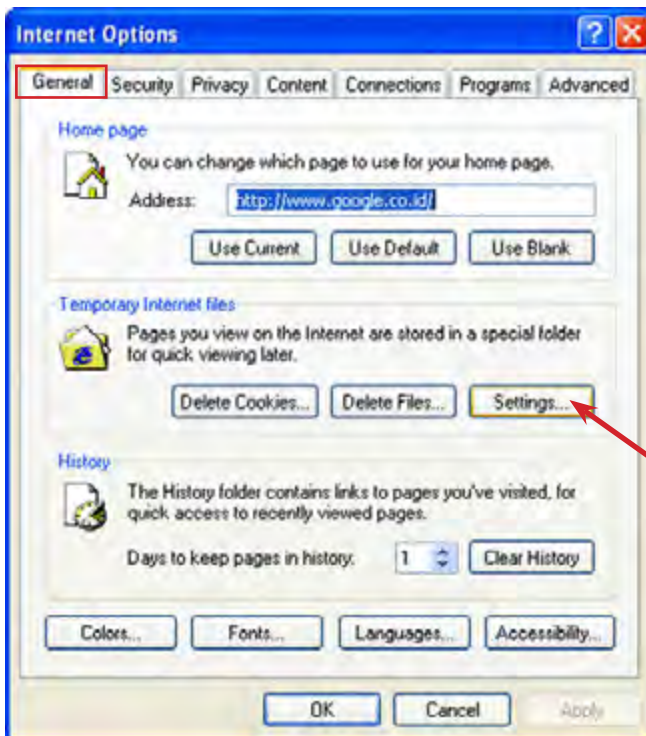 Internet Options
General Security Privacy Content Connections Programs Advanced
Home page
You can change which page to use for your home page.
Address: http://www.google.co.id/
Use Current Use Default Use Blank
Temporary Internet files
Pages you view on the Internet are stored in a special folder
for quick viewing later.
Delete Cookies... Delete Files... Settings...
History
The History folder contains links to pages you've visited, for
quick access to recently viewed pages.
Days to keep pages in history: 1 Clear History
Colors... Fonts... Languages... Accessibility...
OK Cancel Apply